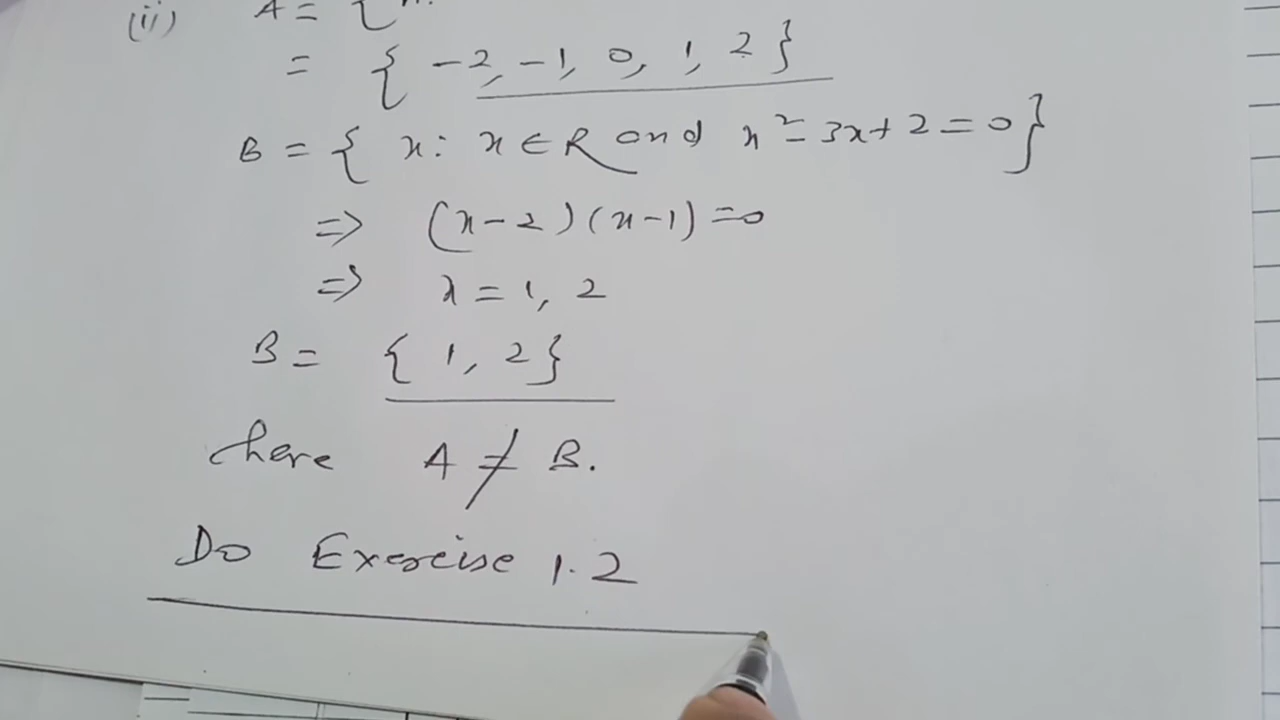 (ii) A = {
= { -2, -1, 0, 1, 2 }
B = { x: x ∈ R and x² - 3x + 2 = 0 }
=> (x - 2) (x - 1) = 0
=> x = 1, 2
B = { 1, 2 }
here A ≠ B.
Do Exercise 1.2